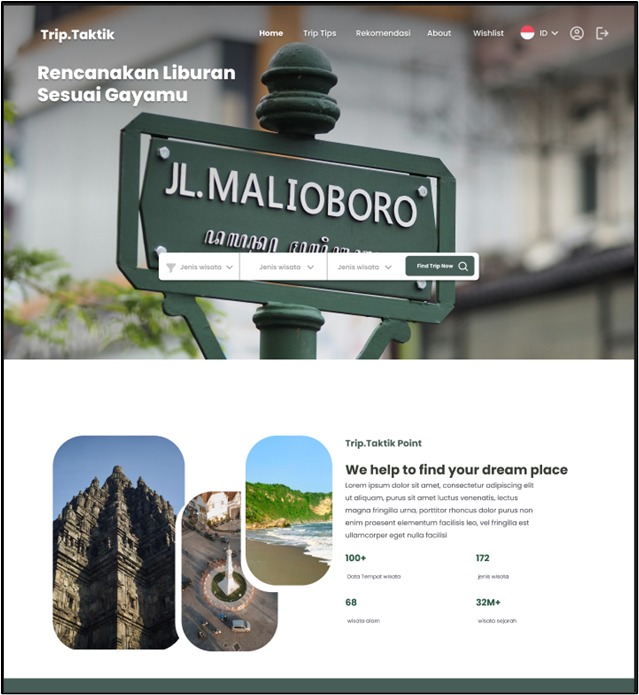 Trip.Taktik
Home Trip Tips Rekomendasi About Wishlist ID
Rencanakan Liburan
Sesuai Gayamu
JL.MALIOBORO
Jenis wisata Jenis wisata Jenis wisata Find Trip Now
Trip.Taktik Point
We help to find your dream place
Lorem ipsum dolor sit amet, consectetur adipiscing elit
ut aliquam, purus sit amet luctus venenatis, lectus
magna fringilla urna, porttitor rhoncus dolor purus non
enim praesent elementum facilisis leo, vel fringilla est
ullamcorper eget nulla facilisi
100+ 172
Data Tempat wisata jenis wisata
68 32M+
wisata alam wisata sejarah